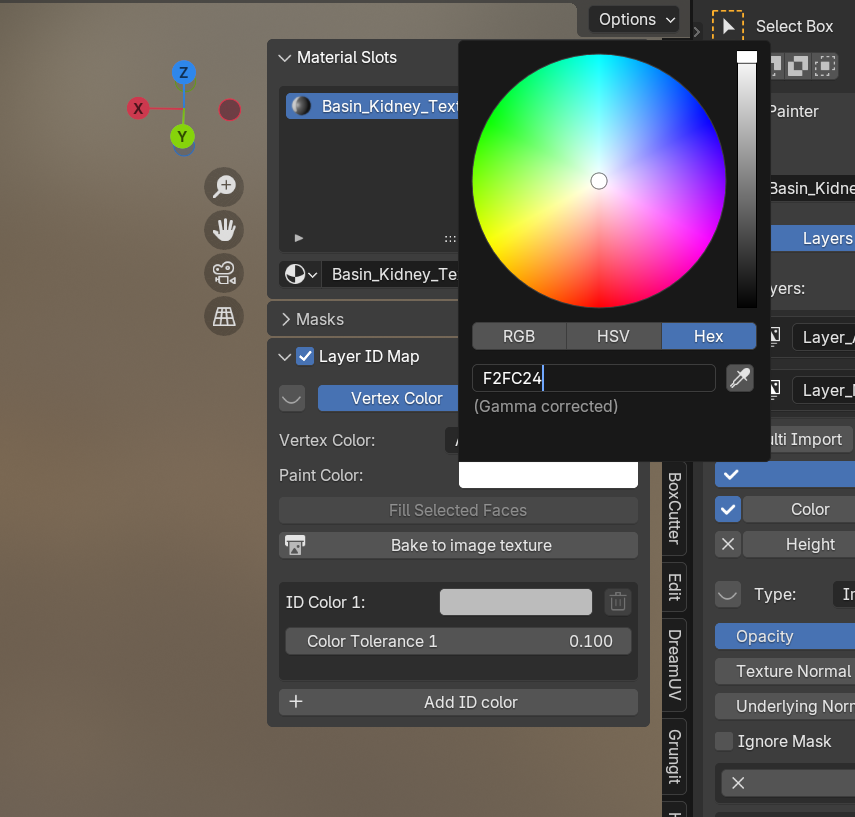 Options
Select Box
Material Slots
Z
X
Y
Basin_Kidney_Text
Painter
Basin_Kidne
Layers
yers:
Basin_Kidney_Te
Masks
RGB
HSV
Hex
Layer_
F2FC24
(Gamma corrected)
Layer ID Map
Layer_
Vertex Color
Vertex Color:
ulti Import
Paint Color:
Fill Selected Faces
Color
Bake to image texture
Height
BoxCutter
Edit
DreamUV
Grungit
Type:
ID Color 1:
Color Tolerance 1
0.100
Opacity
Texture Normal
Add ID color
Underlying Norr
Ignore Mask